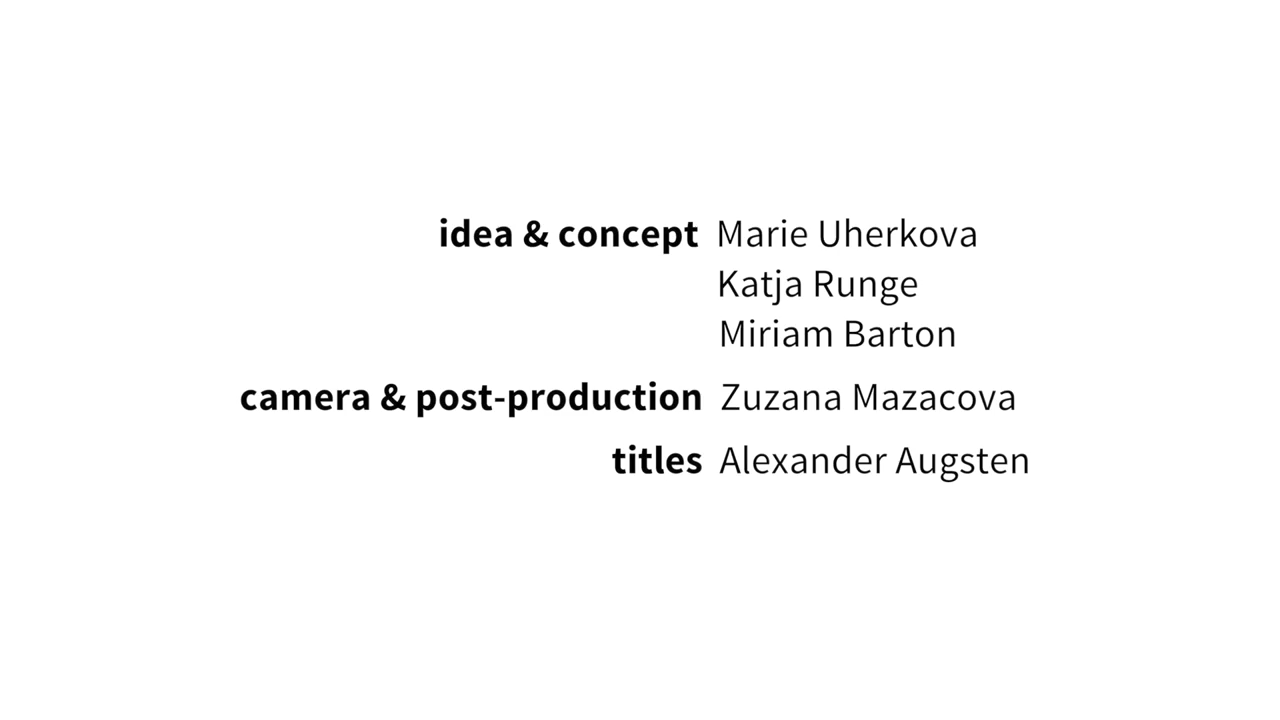 idea & concept Marie Uherkova
Katja Runge
Miriam Barton
camera & post-production Zuzana Mazacova
titles Alexander Augsten